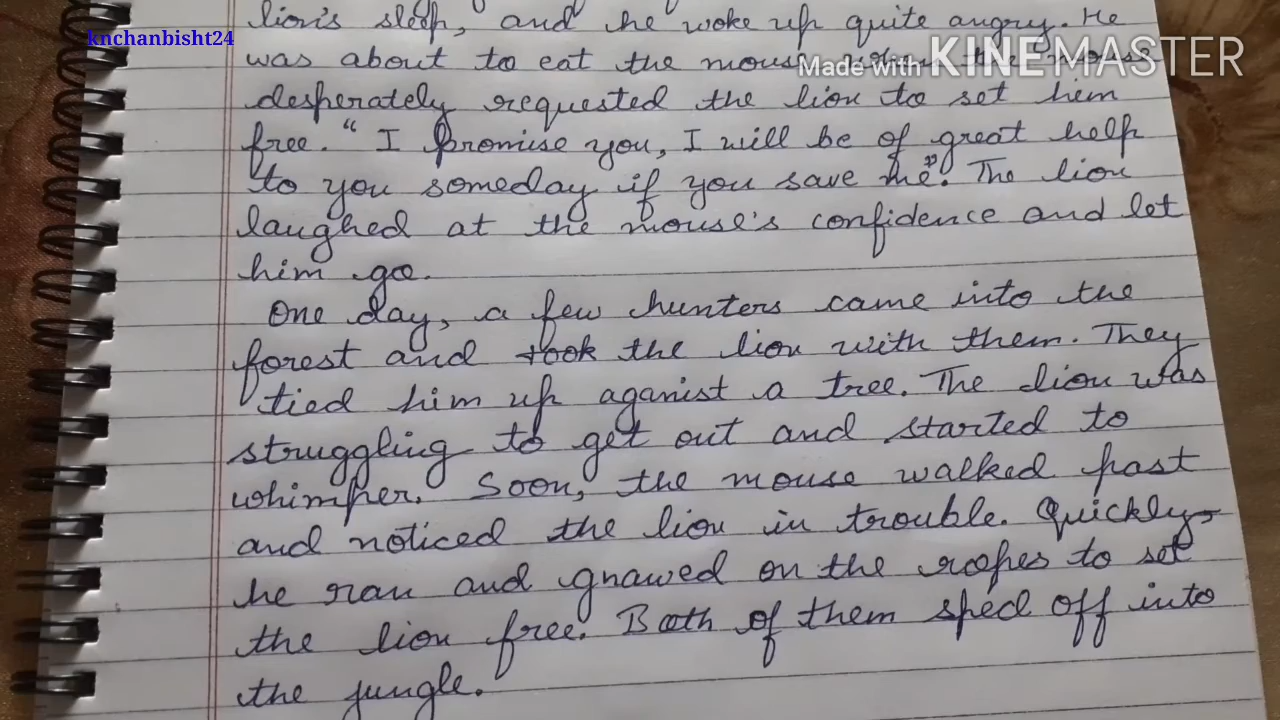 lion's sleep, and he woke up quite angry. He
knchanbisht24
was about to eat the mouse when the mouse
Made with KINEMASTER
desperately requested the lion to set him
free. “ I promise you, I will be of great help
to you someday if you save me”. The lion
laughed at the mouse's confidence and let
him go.
One day, a few hunters came into the
forest and took the lion with them. They
tied him up aganist a tree. The lion was
struggling to get out and started to
whimper. Soon, the mouse walked past
and noticed the lion in trouble. Quickly,
he ran and gnawed on the ropes to set
the lion free. Both of them sped off into
the jungle.